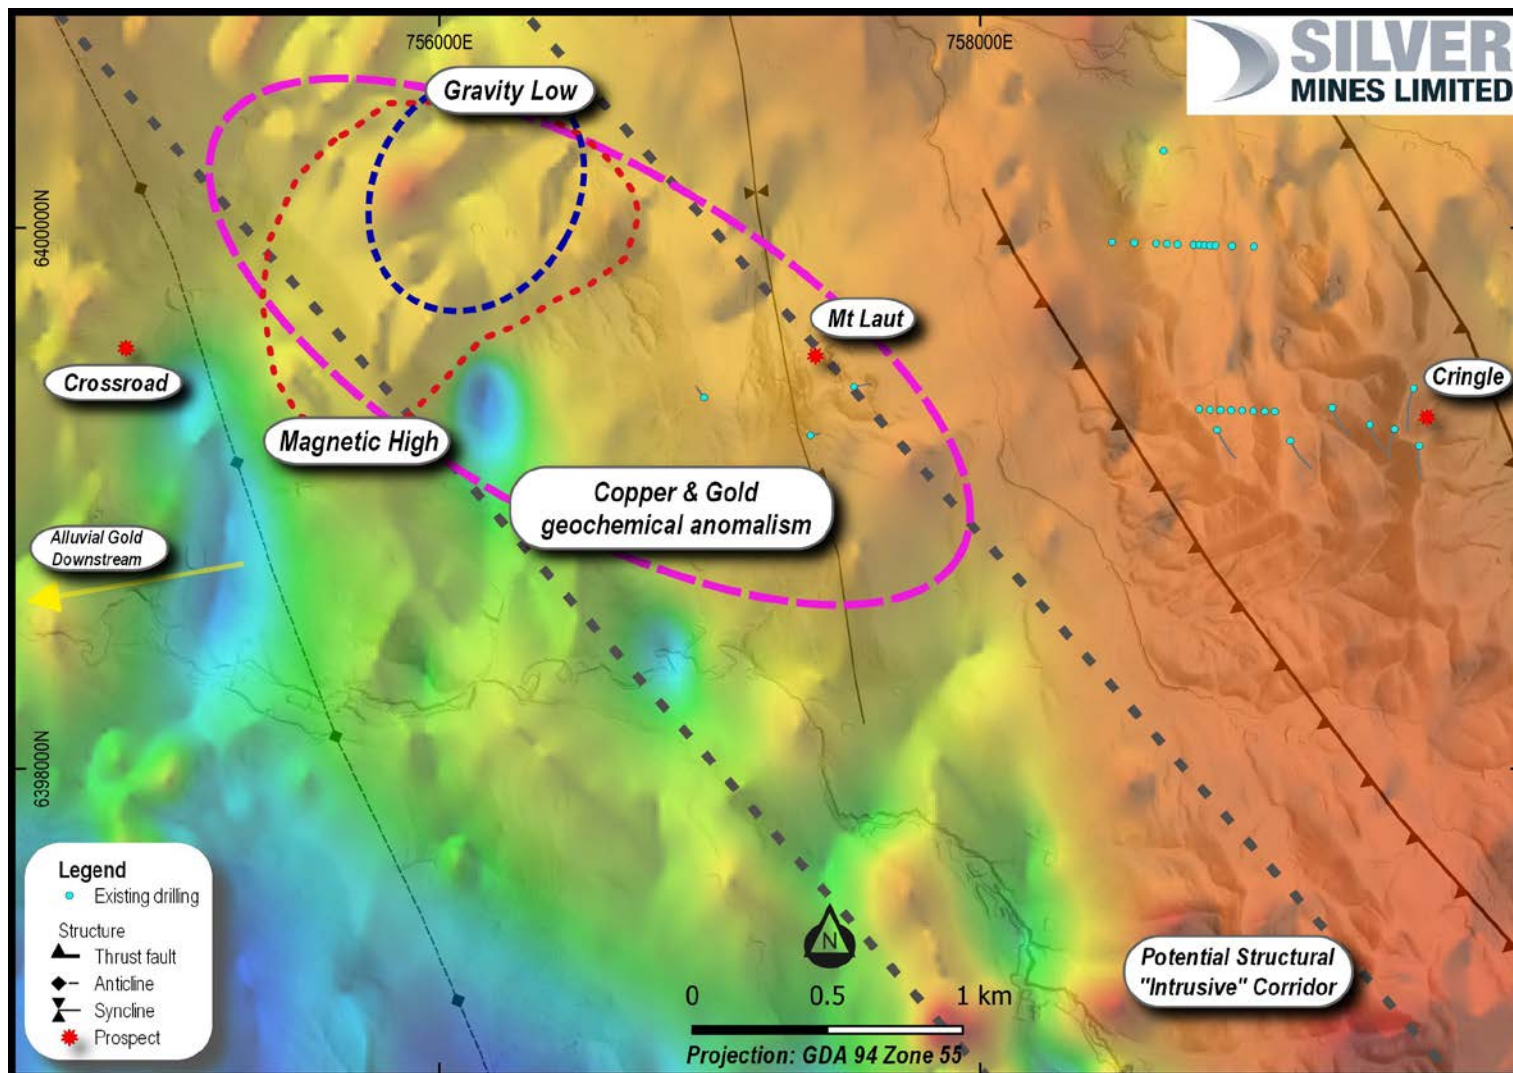 756000E
758000E
SILVER
MINES LIMITED
Gravity Low
6400000N
Mt Laut
Crossroad
Cringle
Magnetic High
Copper & Gold
geochemical anomalism
Alluvial Gold
Downstream
6398000N
Legend
Existing drilling
Structure
Thrust fault
Anticline
Syncline
Prospect
N
0 0.5 1 km
Projection: GDA 94 Zone 55
Potential Structural
"Intrusive" Corridor